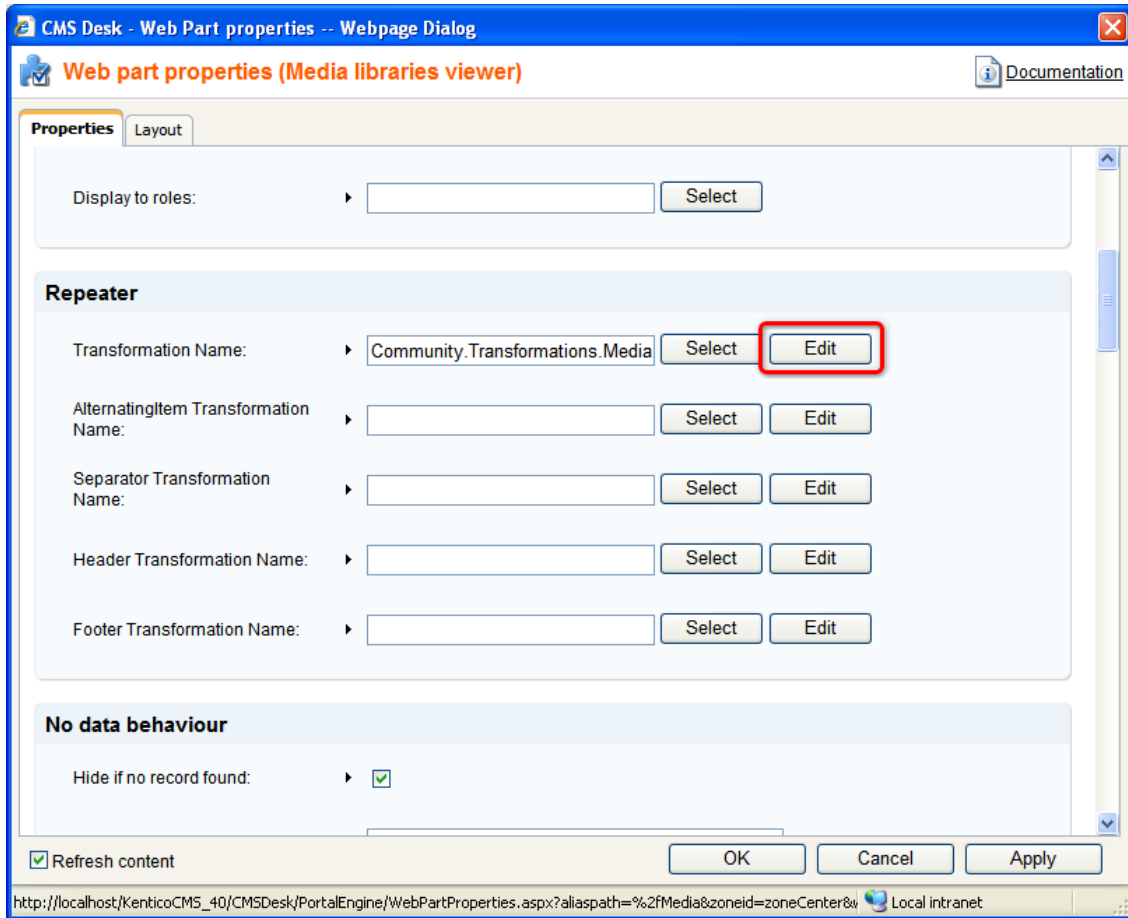 CMS Desk - Web Part properties -- Webpage Dialog
Web part properties (Media libraries viewer)
Documentation
Properties
Layout
Display to roles:
Select
Repeater
Transformation Name:
Community.Transformations.Media
Select
Edit
AlternatingItem Transformation
Name:
Select
Edit
Separator Transformation
Name:
Select
Edit
Header Transformation Name:
Select
Edit
Footer Transformation Name:
Select
Edit
No data behaviour
Hide if no record found:
Refresh content
OK
Cancel
Apply
http://localhost/KenticoCMS_40/CMSDesk/PortalEngine/WebPartProperties.aspx?aliaspath=%2fMedia&zoneid=zoneCenter&
Local intranet